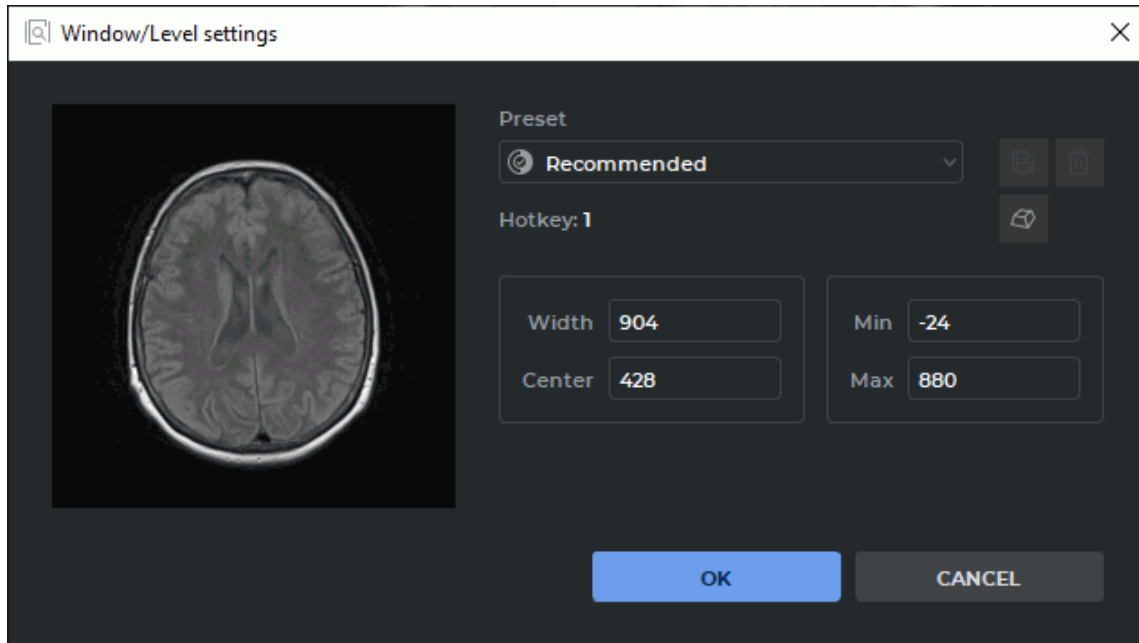 Window/Level settings
Preset
Recommended
Hotkey: 1
Width 904
Center 428
Min -24
Max 880
OK
CANCEL